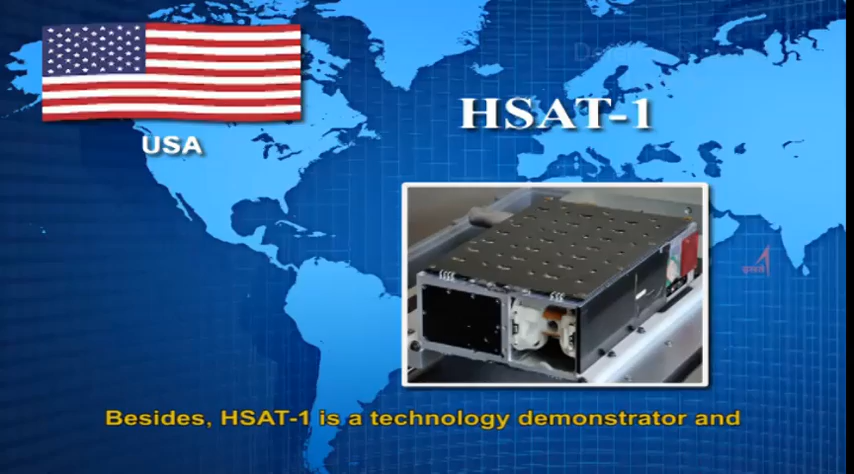 HSAT-1
USA
Besides, HSAT-1 is a technology demonstrator and